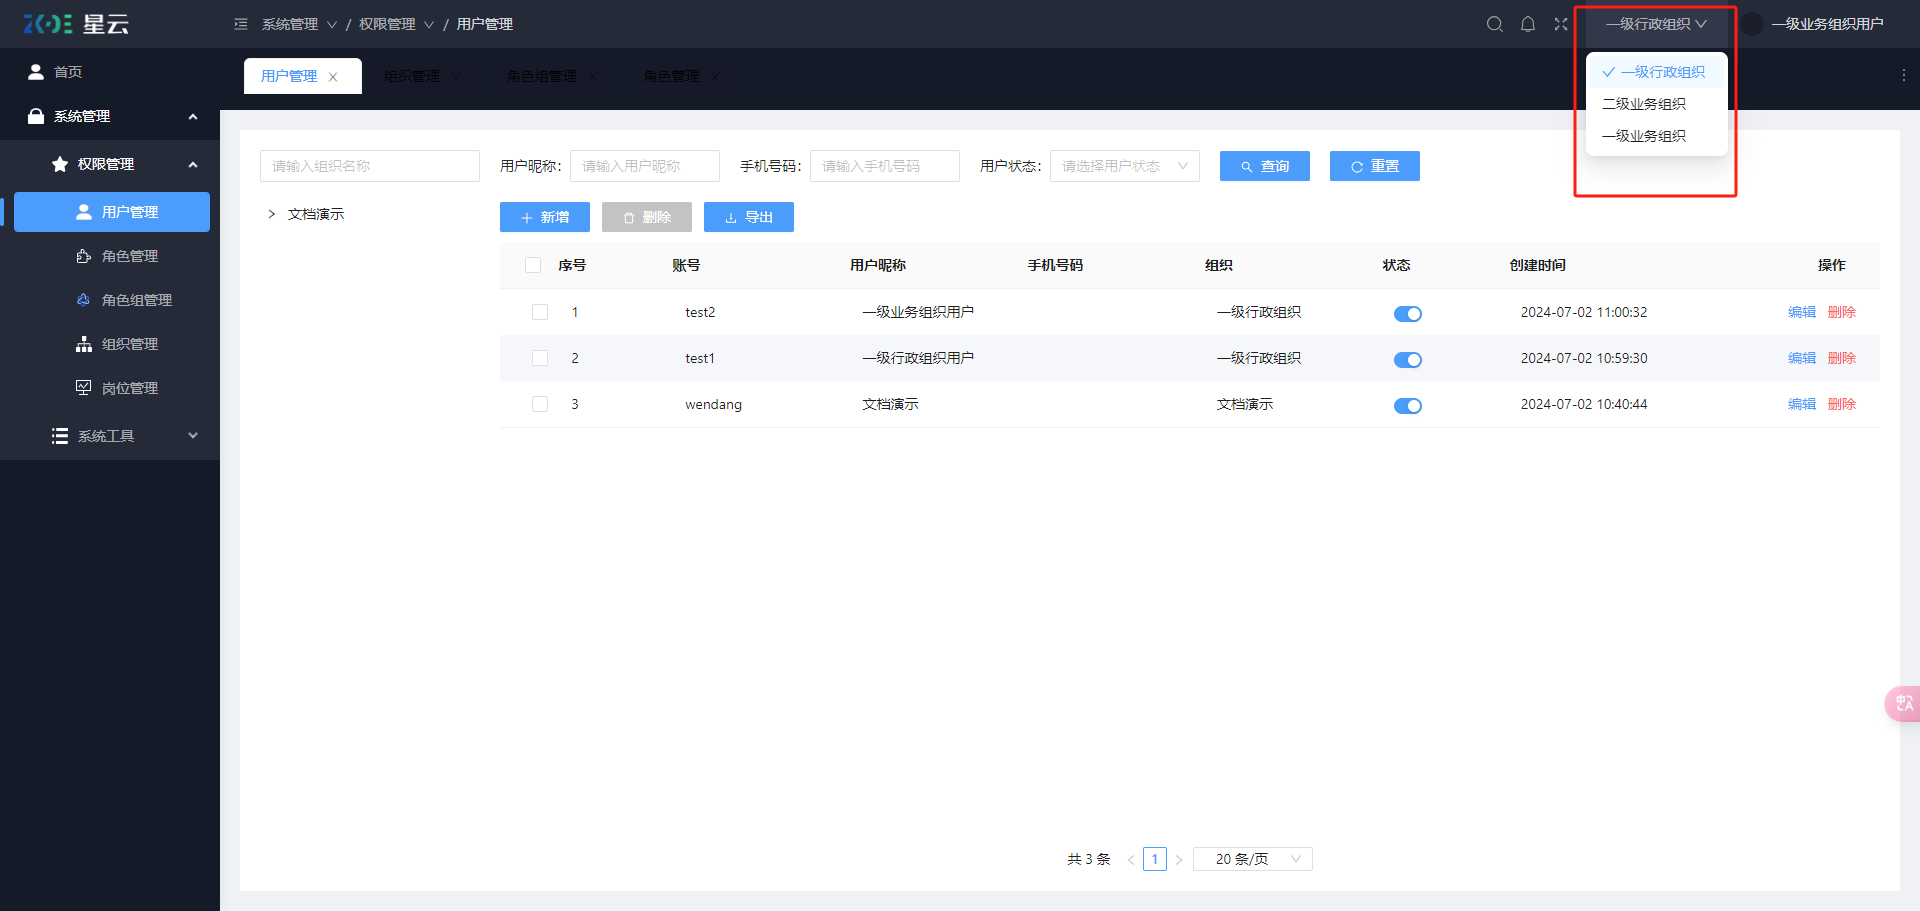 ZOE 星云
系统管理 / 权限管理 / 用户管理
一级行政组织
一级业务组织用户
一级行政组织
二级业务组织
一级业务组织
首页
系统管理
权限管理
用户管理
角色管理
角色组管理
组织管理
岗位管理
系统工具
用户管理 组织管理 角色组管理 角色管理
请输入组织名称
文档演示
用户昵称: 请输入用户昵称 手机号码: 请输入手机号码 用户状态: 请选择用户状态 查询 重置
新增 删除 导出
序号 账号 用户昵称 手机号码 组织 状态 创建时间 操作
1 test2 一级业务组织用户 一级行政组织 2024-07-02 11:00:32 编辑 删除
2 test1 一级行政组织用户 一级行政组织 2024-07-02 10:59:30 编辑 删除
3 wendang 文档演示 文档演示 2024-07-02 10:40:44 编辑 删除
共 3 条 < 1 > 20 条/页
中A